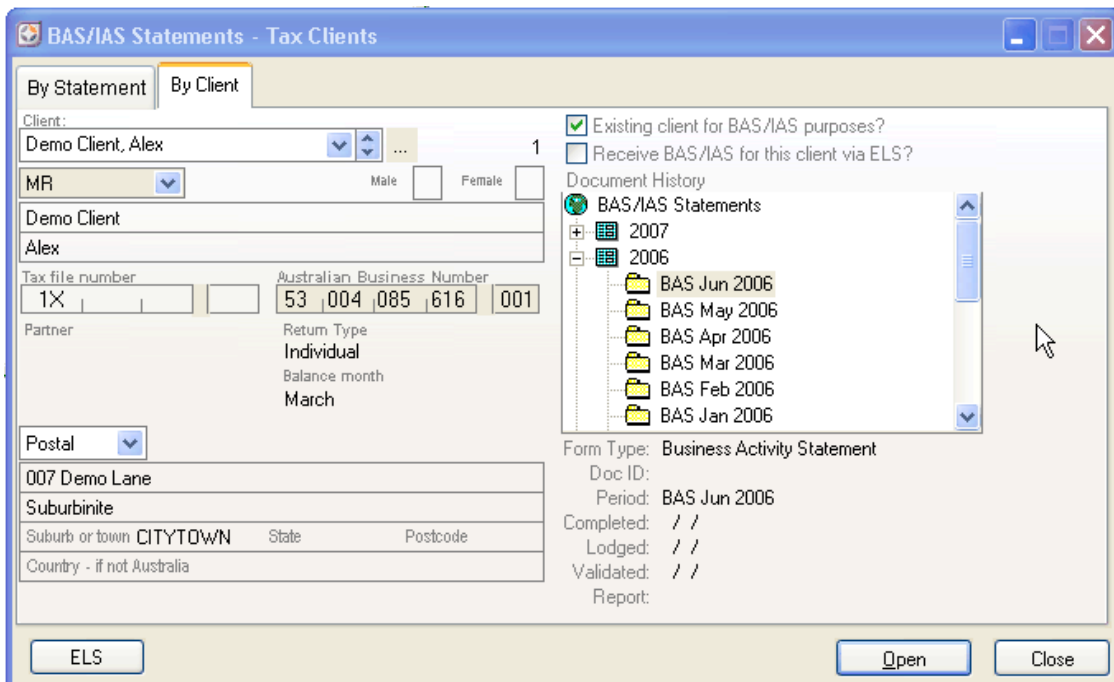 BAS/IAS Statements - Tax Clients
By Statement
By Client
Client:
Demo Client, Alex
...
1
MR
Male
Female
Demo Client
Alex
Tax file number
1X
Australian Business Number
53 004 085 616 001
Partner
Return Type
Individual
Balance month
March
Postal
007 Demo Lane
Suburbinite
Suburb or town CITYTOWN State Postcode
Country - if not Australia
Existing client for BAS/IAS purposes?
Receive BAS/IAS for this client via ELS?
Document History
BAS/IAS Statements
2007
2006
BAS Jun 2006
BAS May 2006
BAS Apr 2006
BAS Mar 2006
BAS Feb 2006
BAS Jan 2006
Form Type: Business Activity Statement
Doc ID:
Period: BAS Jun 2006
Completed: / /
Lodged: / /
Validated: / /
Report:
ELS
Open
Close